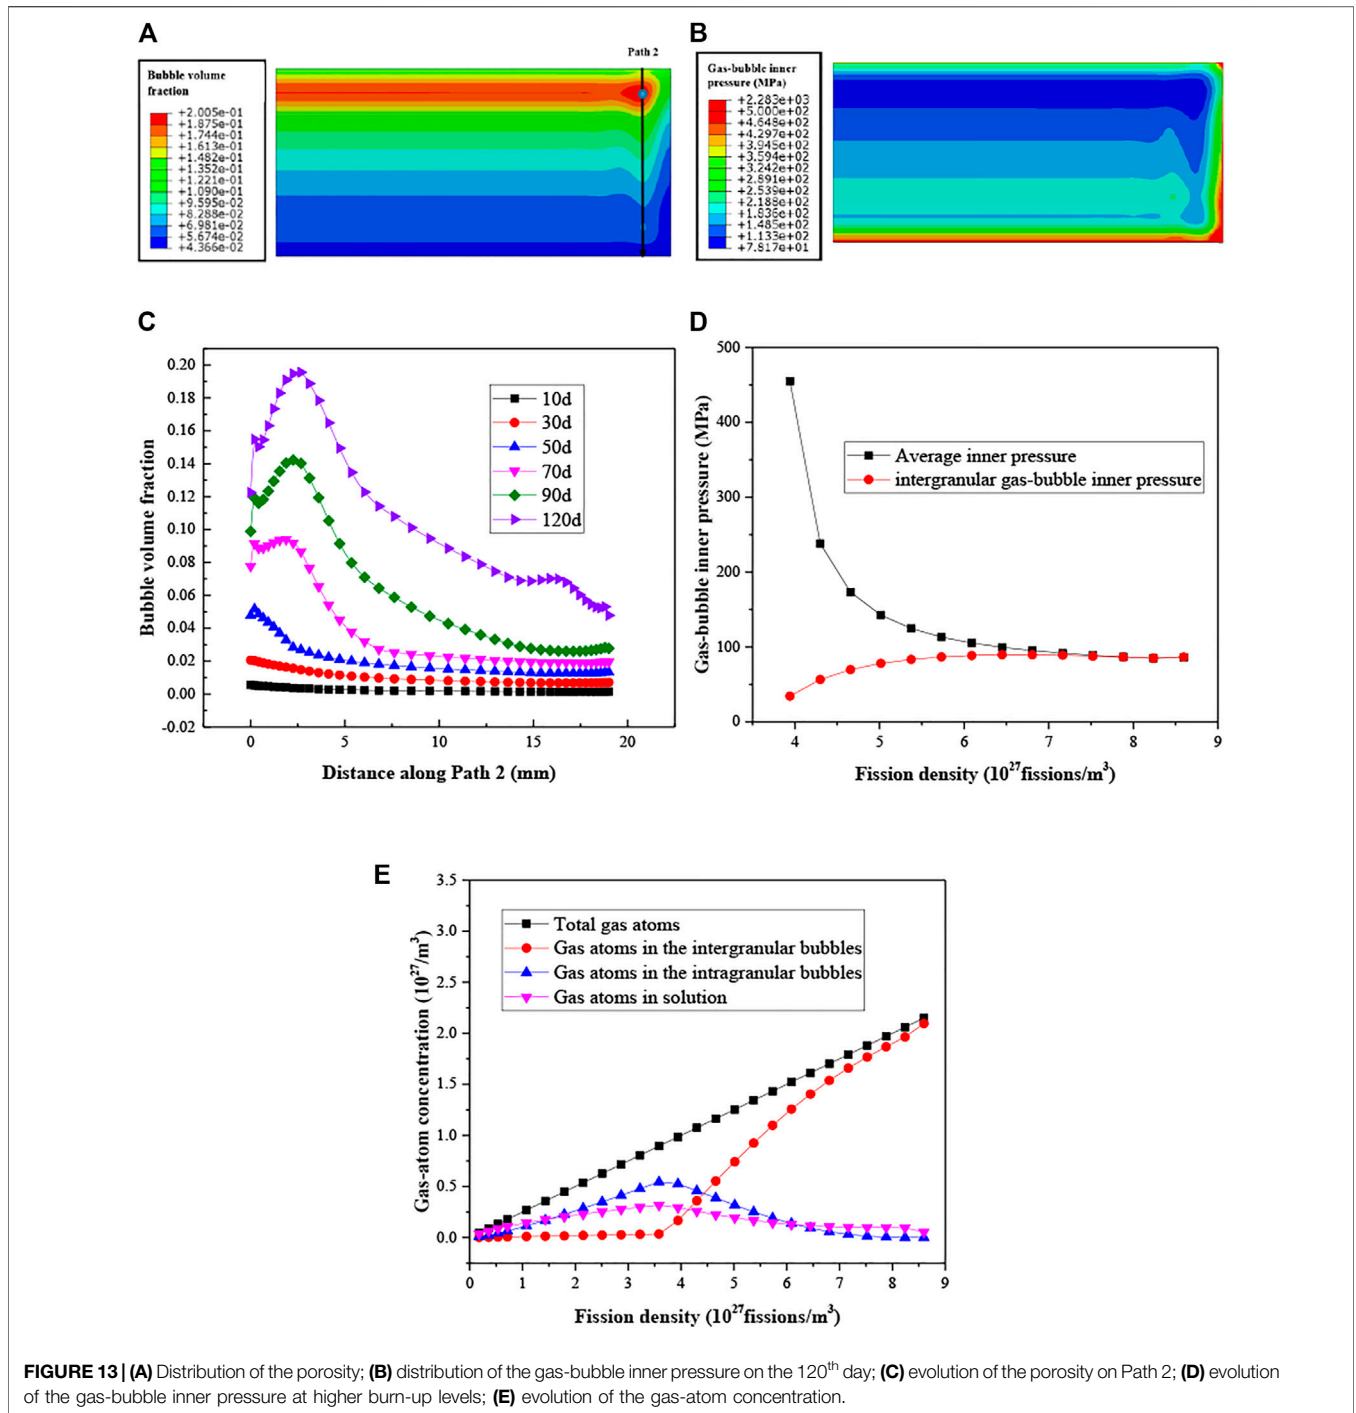 A
Path 2
Bubble volume
fraction
+2.005e-01
+1.875e-01
+1.744e-01
+1.613e-01
+1.482e-01
+1.352e-01
+1.221e-01
+1.090e-01
+9.595e-02
+8.288e-02
+6.981e-02
+5.674e-02
+4.366e-02
B
Gas-bubble inner
pressure (MPa)
+2.283e+03
+5.000e+02
+4.648e+02
+4.297e+02
+3.945e+02
+3.594e+02
+3.242e+02
+2.891e+02
+2.539e+02
+2.188e+02
+1.836e+02
+1.485e+02
+1.133e+02
+7.817e+01
C
Bubble volume fraction
0.20
0.18
0.16
0.14
0.12
0.10
0.08
0.06
0.04
0.02
0.00
-0.02
10d
30d
50d
70d
90d
120d
0 5 10 15 20
Distance along Path 2 (mm)
D
Gas-bubble inner pressure (MPa)
500
400
300
200
100
0
Average inner pressure
intergranular gas-bubble inner pressure
4 5 6 7 8 9
Fission density (10^27 fissions/m^3)
E
Gas-atom concentration (10^27/m^3)
3.5
3.0
2.5
2.0
1.5
1.0
0.5
0.0
Total gas atoms
Gas atoms in the intergranular bubbles
Gas atoms in the intragranular bubbles
Gas atoms in solution
0 1 2 3 4 5 6 7 8 9
Fission density (10^27 fissions/m^3)
FIGURE 13 | (A) Distribution of the porosity; (B) distribution of the gas-bubble inner pressure on the 120th day; (C) evolution of the porosity on Path 2; (D) evolution
of the gas-bubble inner pressure at higher burn-up levels; (E) evolution of the gas-atom concentration.